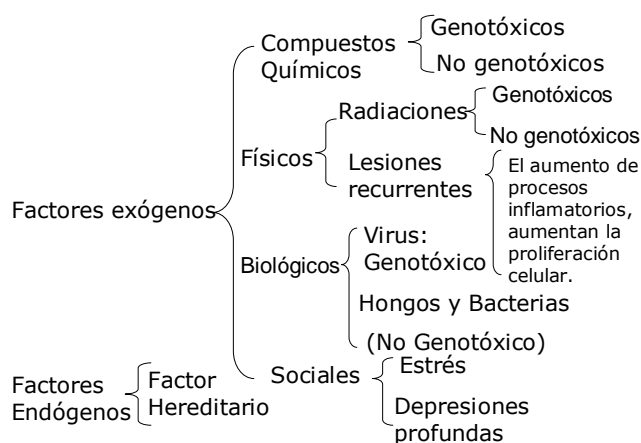 Factores exógenos
Compuestos
Químicos
Genotóxicos
No genotóxicos
Físicos
Radiaciones
Genotóxicos
No genotóxicos
Lesiones
recurrentes
El aumento de
procesos
inflamatorios,
aumentan la
proliferación
celular.
Biológicos
Virus:
Genotóxico
Hongos y Bacterias
(No Genotóxico)
Sociales
Estrés
Depresiones
profundas
Factores
Endógenos
Factor
Hereditario